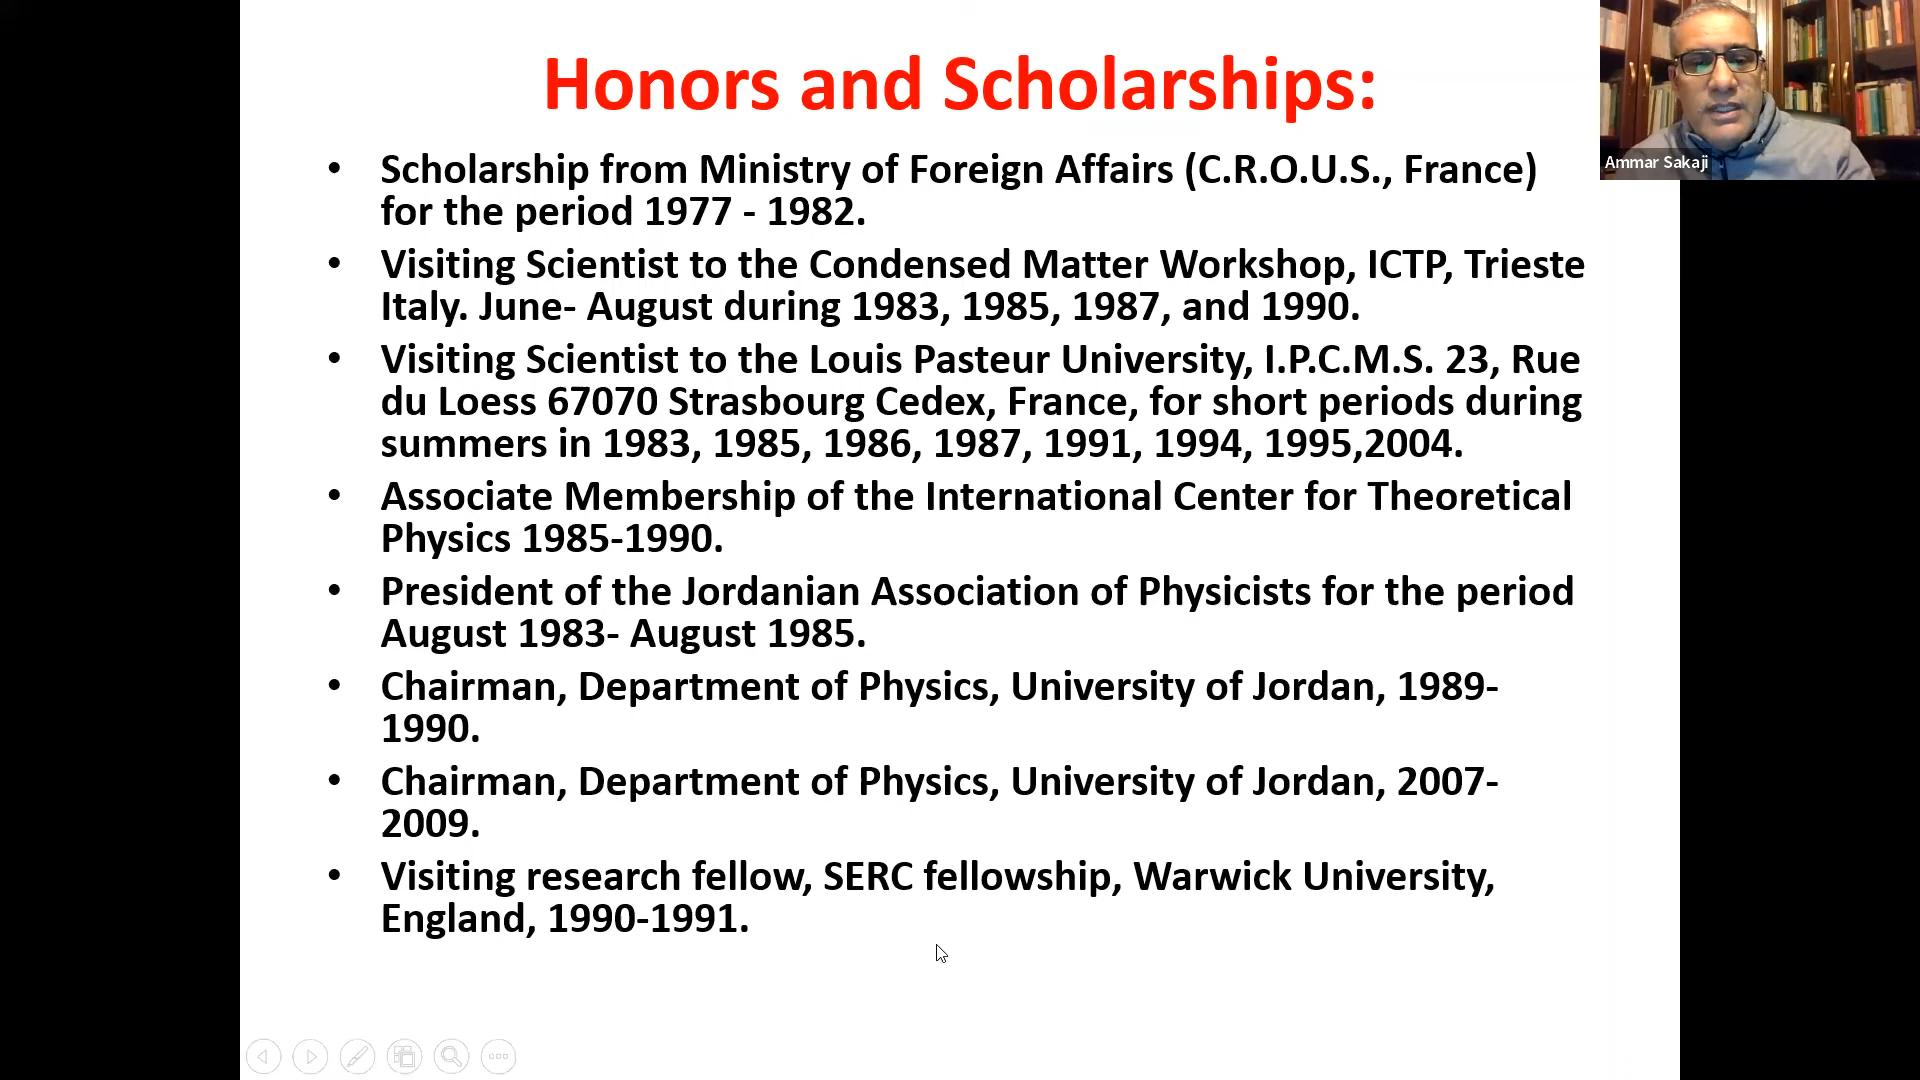 Honors and Scholarships:
• Scholarship from Ministry of Foreign Affairs (C.R.O.U.S., France)
for the period 1977 - 1982.
• Visiting Scientist to the Condensed Matter Workshop, ICTP, Trieste
Italy. June- August during 1983, 1985, 1987, and 1990.
• Visiting Scientist to the Louis Pasteur University, I.P.C.M.S. 23, Rue
du Loess 67070 Strasbourg Cedex, France, for short periods during
summers in 1983, 1985, 1986, 1987, 1991, 1994, 1995,2004.
• Associate Membership of the International Center for Theoretical
Physics 1985-1990.
• President of the Jordanian Association of Physicists for the period
August 1983- August 1985.
• Chairman, Department of Physics, University of Jordan, 1989-
1990.
• Chairman, Department of Physics, University of Jordan, 2007-
2009.
• Visiting research fellow, SERC fellowship, Warwick University,
England, 1990-1991.
Ammar Sakaji